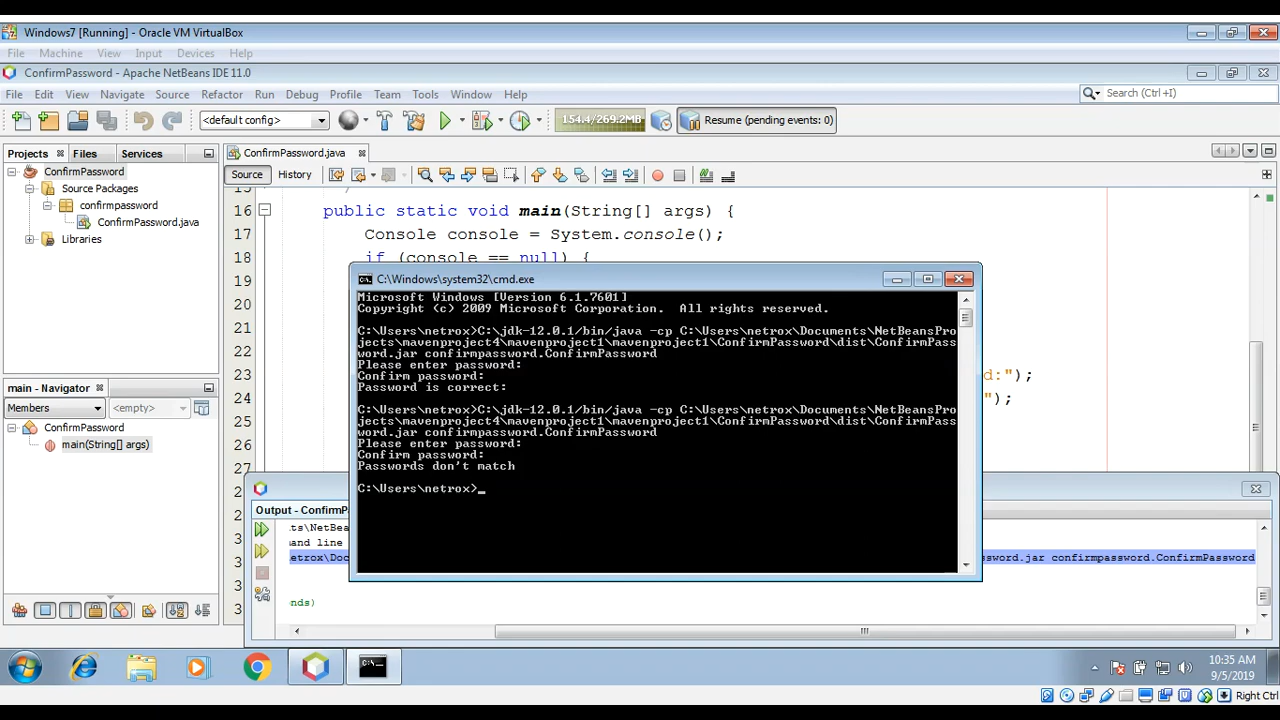 Windows7 [Running] - Oracle VM VirtualBox
File Machine View Input Devices Help
ConfirmPassword - Apache NetBeans IDE 11.0
File Edit View Navigate Source Refactor Run Debug Profile Team Tools Window Help
Search (Ctrl +I)
<default config>
154.4/269.2MB
Resume (pending events: 0)
Projects Files Services
ConfirmPassword.java
ConfirmPassword
Source Packages
confirmpassword
ConfirmPassword.java
Libraries
Source History
15
16 public static void main(String[] args) {
17 Console console = System.console();
18 if (console == null) {
19
20
21
22
23 d:");
24 ");
25
26
C:\Windows\system32\cmd.exe
Microsoft Windows [Version 6.1.7601]
Copyright (c) 2009 Microsoft Corporation. All rights reserved.
C:\Users\netrox>C:\jdk-12.0.1/bin/java -cp C:\Users\netrox\Documents\NetBeansPro
jects\mavenproject4\mavenproject1\mavenproject1\ConfirmPassword\dist\ConfirmPass
word.jar confirmpassword.ConfirmPassword
Please enter password:
Confirm password:
Password is correct:
C:\Users\netrox>C:\jdk-12.0.1/bin/java -cp C:\Users\netrox\Documents\NetBeansPro
jects\mavenproject4\mavenproject1\mavenproject1\ConfirmPassword\dist\ConfirmPass
word.jar confirmpassword.ConfirmPassword
Please enter password:
Confirm password:
Passwords don't match
C:\Users\netrox>_
main - Navigator
Members <empty>
ConfirmPassword
main(String[] args)
Output - ConfirmP
ts\NetBea
and line
etrox\Doc
sword.jar confirmpassword.ConfirmPassword
nds)
10:35 AM
9/5/2019
Right Ctrl